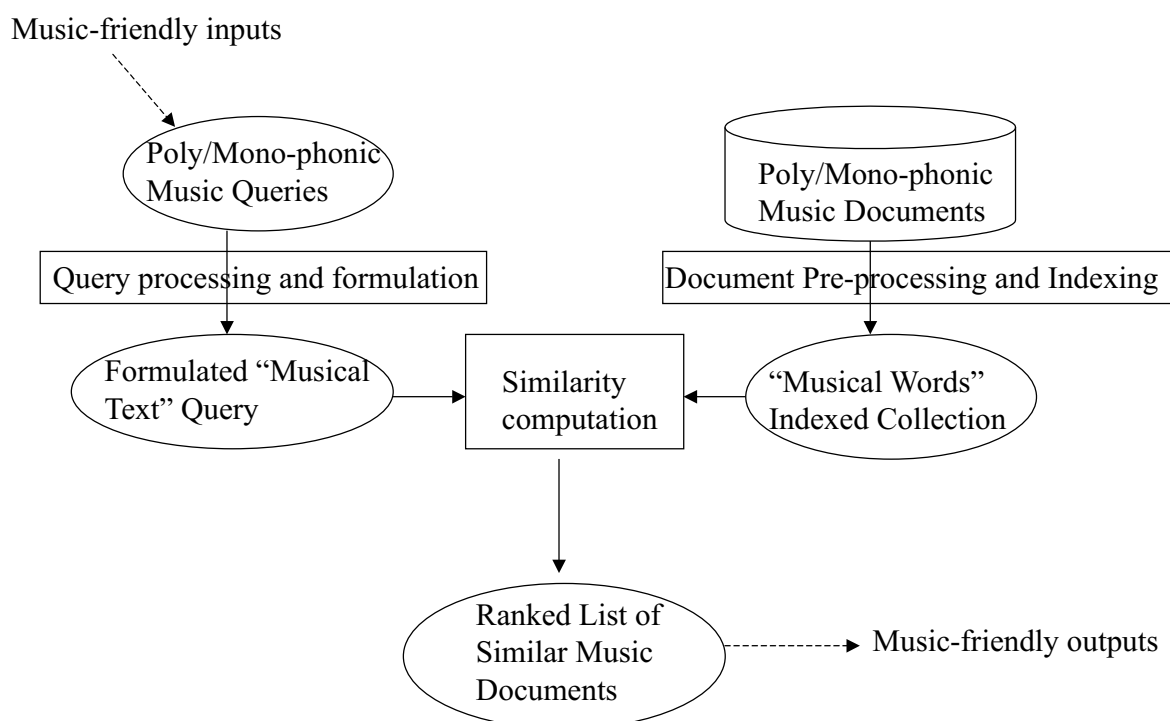 Music-friendly inputs
Poly/Mono-phonic
Music Queries
Poly/Mono-phonic
Music Documents
Query processing and formulation
Document Pre-processing and Indexing
Formulated “Musical
Text” Query
Similarity
computation
“Musical Words”
Indexed Collection
Ranked List of
Similar Music
Documents
Music-friendly outputs